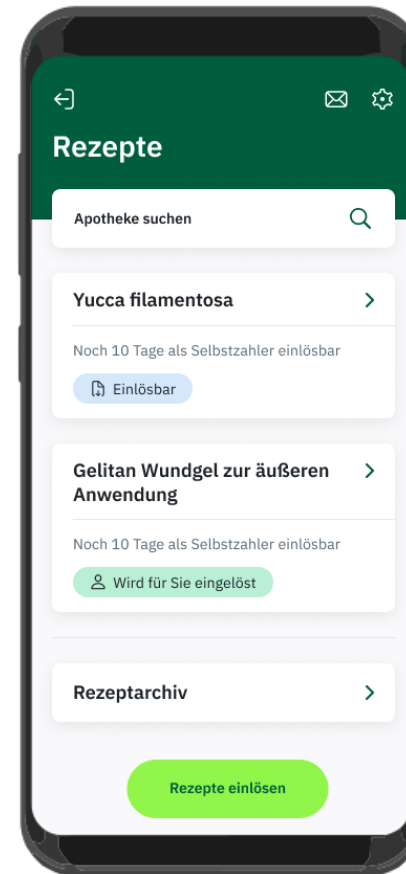 Rezepte
Apotheke suchen
Yucca filamentosa
Noch 10 Tage als Selbstzahler einlösbar
Einlösbar
Gelitan Wundgel zur äußeren
Anwendung
Noch 10 Tage als Selbstzahler einlösbar
Wird für Sie eingelöst
Rezeptarchiv
Rezepte einlösen